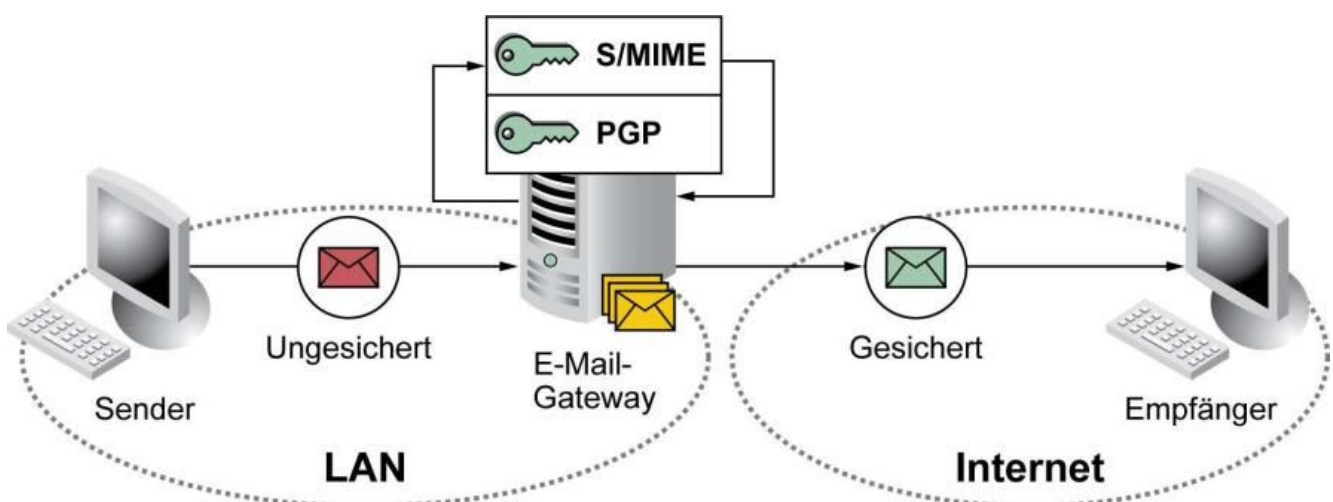 S/MIME
PGP
Ungesichert
Gesichert
E-Mail-
Gateway
Sender
Empfänger
LAN
Internet